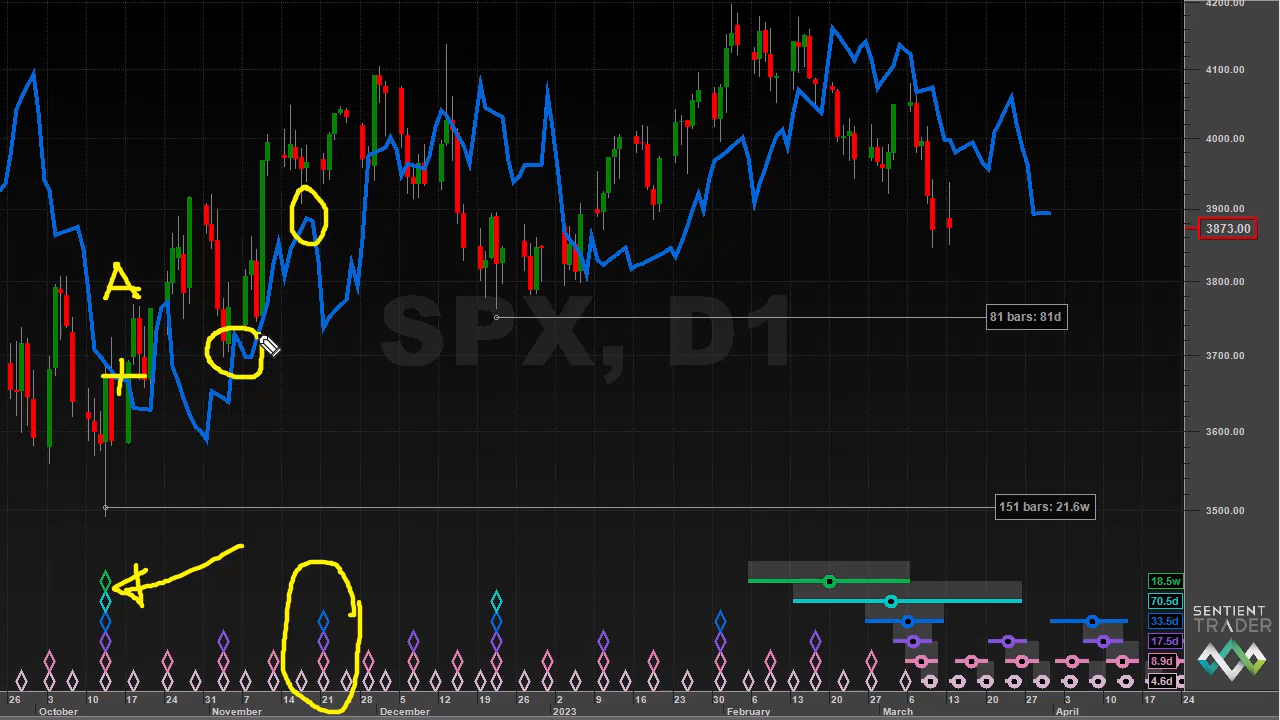 4200.00
4100.00
4000.00
3900.00
3873.00
3800.00
3700.00
3600.00
3500.00
A
SPX, D1
81 bars: 81d
151 bars: 21.6w
18.5w
70.5d
33.5d
17.5d
8.9d
4.6d
SENTIENT
TRADER
26 3 10 17 24 31 7 14 21 28 5 12 19 26 2 9 16 23 30 6 13 20 27 6 13 20 27 3 10 17 24
October November December 2023 February March April